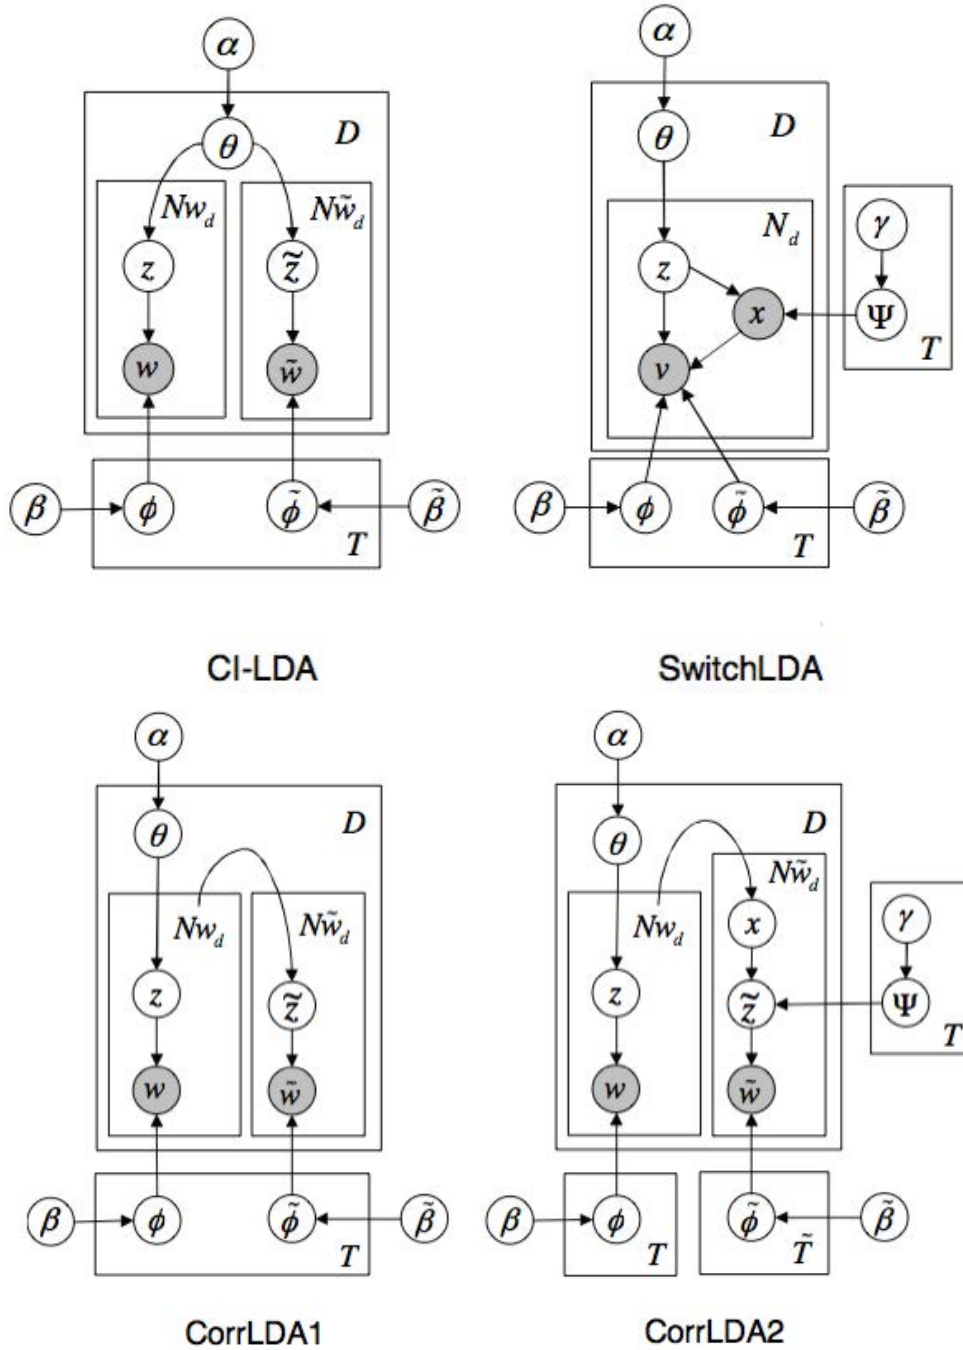 α
D
θ
Nw_d
Nw̃_d
z
z̃
w
w̃
β
ϕ
ϕ̃
β̃
T
CI-LDA
α
D
θ
N_d
γ
z
x
Ψ
v
T
β
ϕ
ϕ̃
β̃
T
SwitchLDA
α
D
θ
Nw_d
Nw̃_d
z
z̃
w
w̃
β
ϕ
ϕ̃
β̃
T
CorrLDA1
α
D
θ
Nw̃_d
Nw_d
x
γ
z
z̃
Ψ
T
w
w̃
β
ϕ
T
ϕ̃
T̃
β̃
CorrLDA2